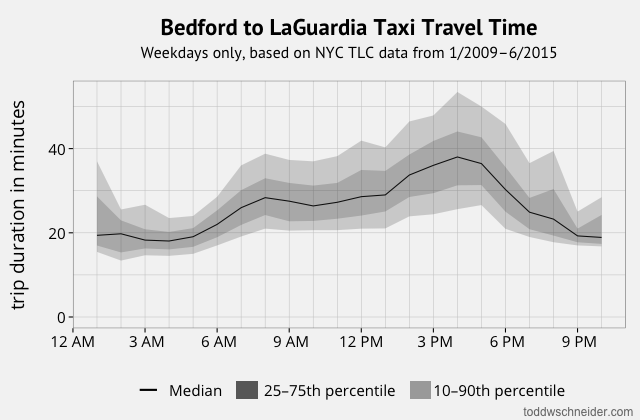 Bedford to LaGuardia Taxi Travel Time
Weekdays only, based on NYC TLC data from 1/2009–6/2015
trip duration in minutes
40
20
0
12 AM 3 AM 6 AM 9 AM 12 PM 3 PM 6 PM 9 PM
Median 25–75th percentile 10–90th percentile
toddwschneider.com